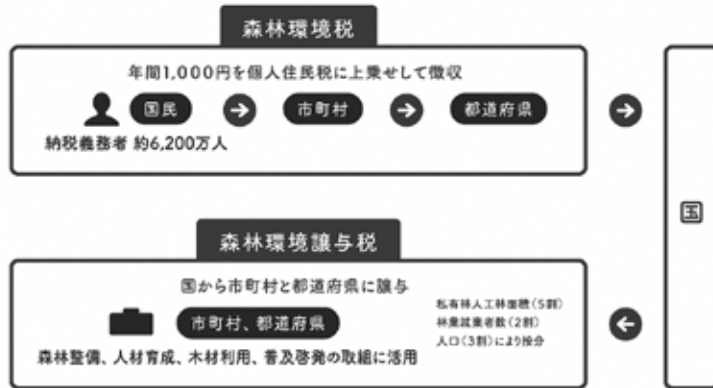 森林環境税
年間1,000円を個人住民税に上乗せして徴収
国民 市町村 都道府県
納税義務者 約6,200万人
国
森林環境譲与税
国から市町村と都道府県に譲与
市町村、都道府県
私有林人工林面積(5割)
林業就業者数(2割)
人口(3割)により按分
森林整備、人材育成、木材利用、普及啓発の取組に活用